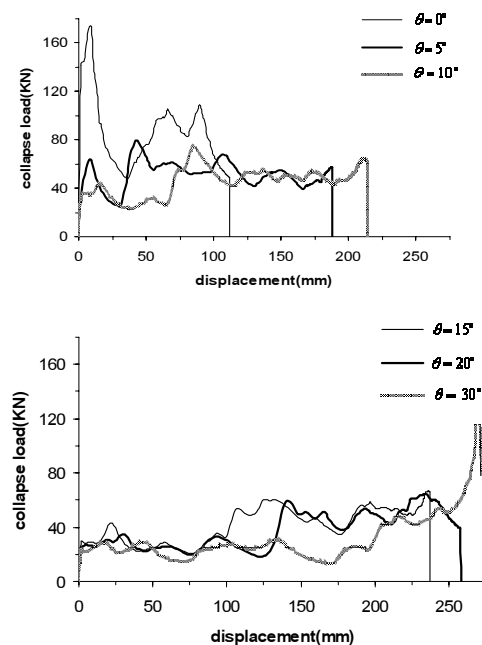 θ = 0°
θ = 5°
θ = 10°
collapse load(KN)
160
120
80
40
0
0 50 100 150 200 250
displacement(mm)
θ = 15°
θ = 20°
θ = 30°
collapse load(KN)
160
120
80
40
0
0 50 100 150 200 250
displacement(mm)